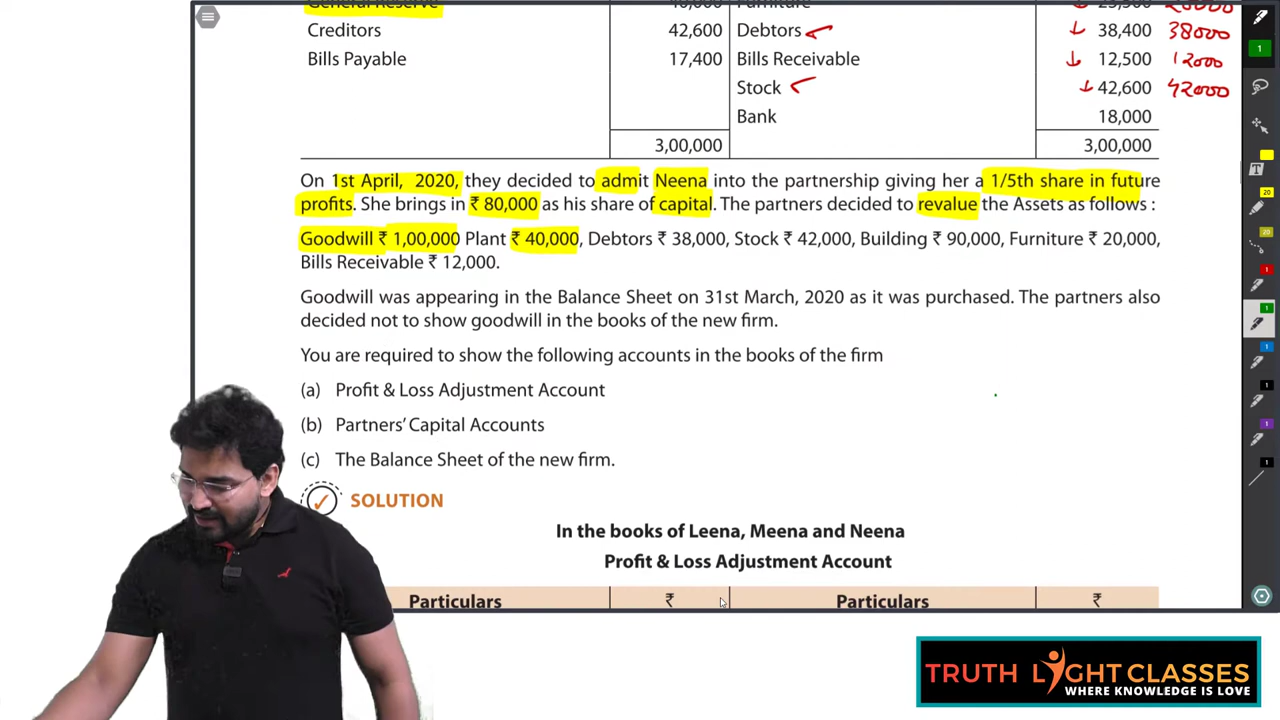 Creditors 42,600 Debtors 38,400 38000
Bills Payable 17,400 Bills Receivable 12,500 12000
Stock 42,600 42000
Bank 18,000
3,00,000 3,00,000
On 1st April, 2020, they decided to admit Neena into the partnership giving her a 1/5th share in future
profits. She brings in ₹ 80,000 as his share of capital. The partners decided to revalue the Assets as follows :
Goodwill ₹ 1,00,000 Plant ₹ 40,000, Debtors ₹ 38,000, Stock ₹ 42,000, Building ₹ 90,000, Furniture ₹ 20,000,
Bills Receivable ₹ 12,000.
Goodwill was appearing in the Balance Sheet on 31st March, 2020 as it was purchased. The partners also
decided not to show goodwill in the books of the new firm.
You are required to show the following accounts in the books of the firm
(a) Profit & Loss Adjustment Account
(b) Partners' Capital Accounts
(c) The Balance Sheet of the new firm.
SOLUTION
In the books of Leena, Meena and Neena
Profit & Loss Adjustment Account
Particulars ₹ Particulars ₹
TRUTH LIGHT CLASSES
WHERE KNOWLEDGE IS LOVE